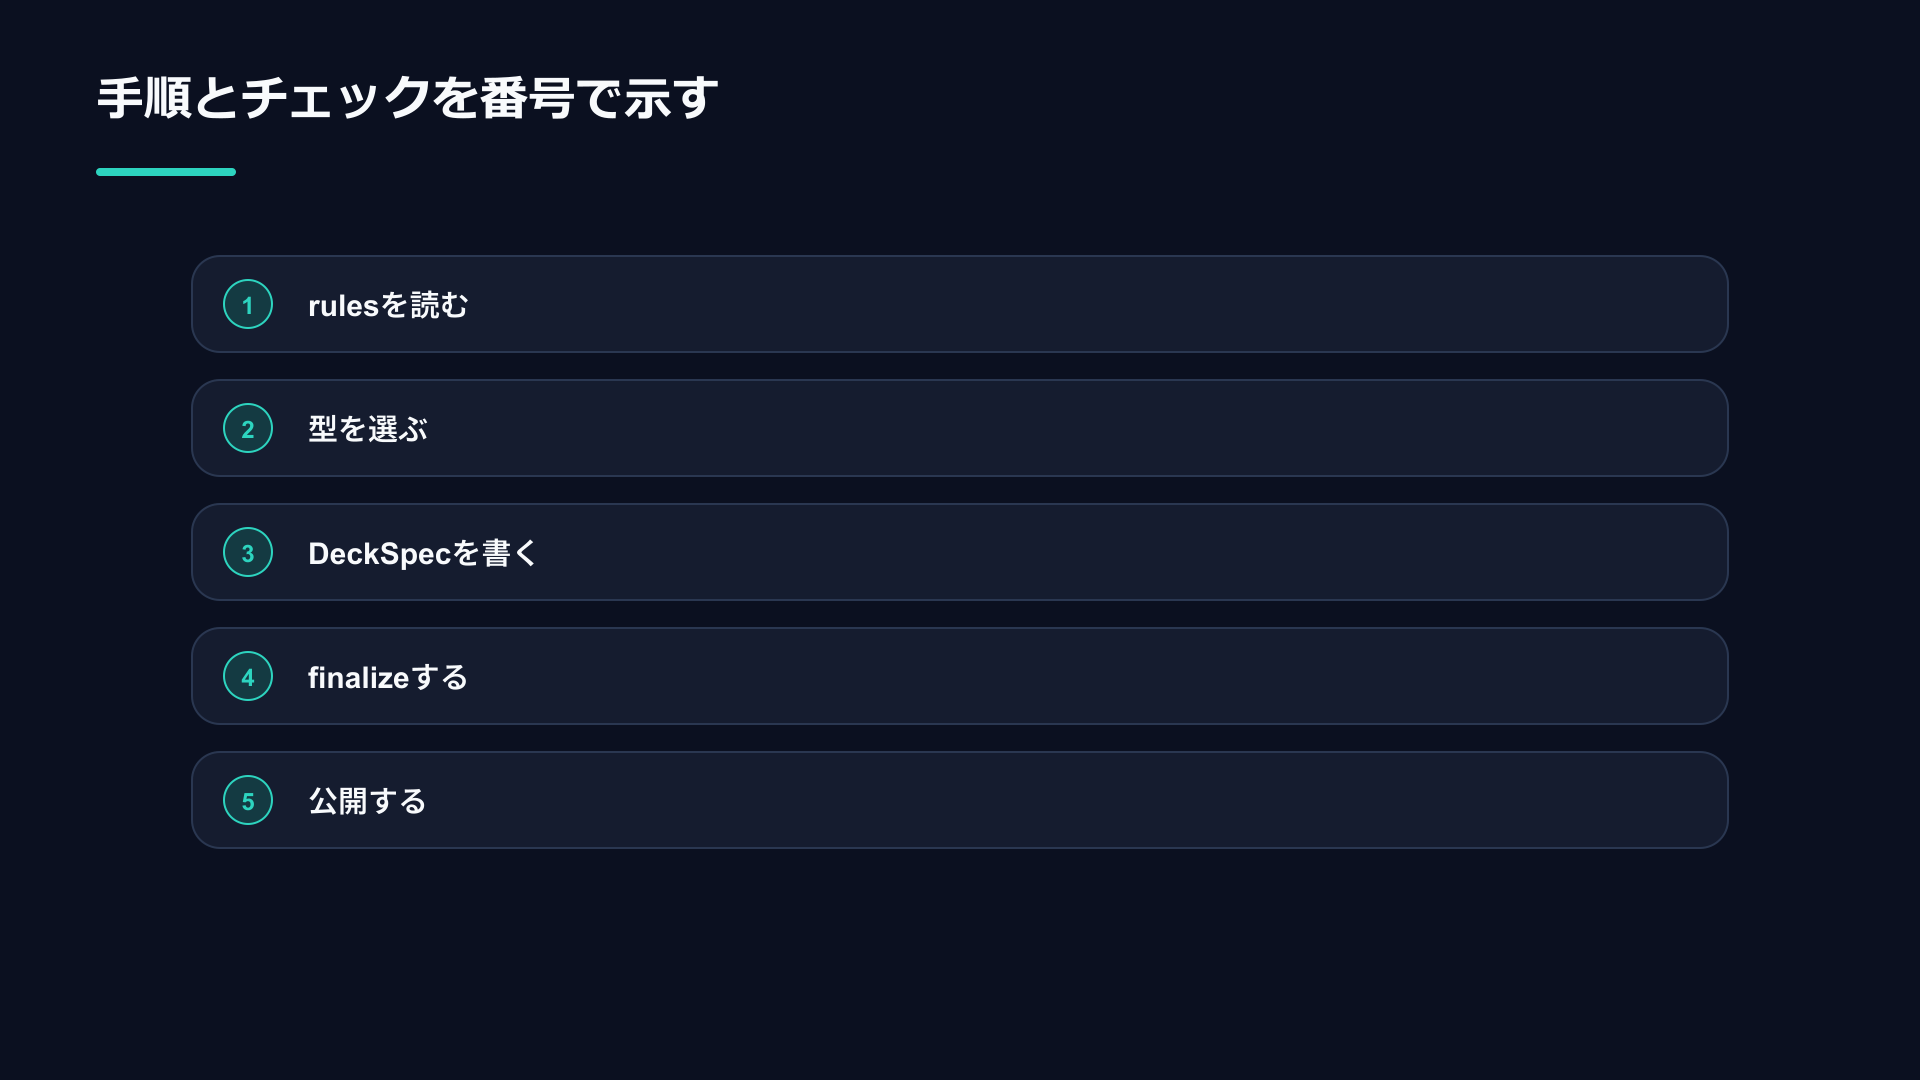 手順とチェックを番号で示す
1 rulesを読む
2 型を選ぶ
3 DeckSpecを書く
4 finalizeする
5 公開する